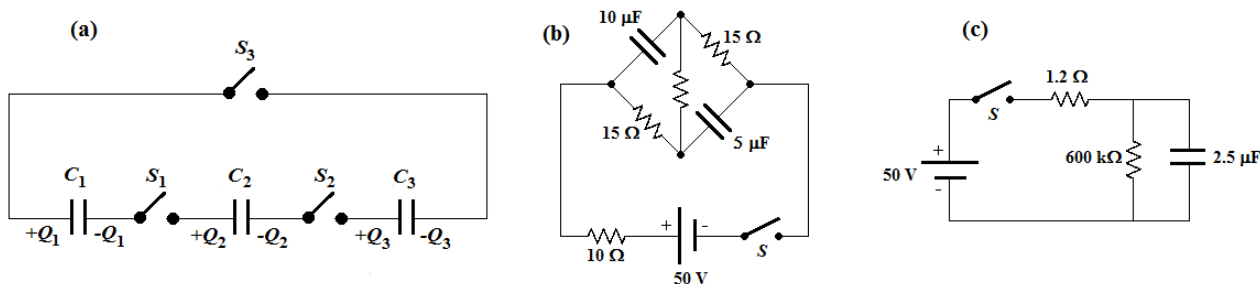 (a)
S3
C1 S1 C2 S2 C3
+Q1 -Q1 +Q2 -Q2 +Q3 -Q3
(b)
10 µF
15 Ω
15 Ω
5 µF
10 Ω
+ -
50 V
S
(c)
1.2 Ω
S
+
50 V
-
600 kΩ
2.5 µF